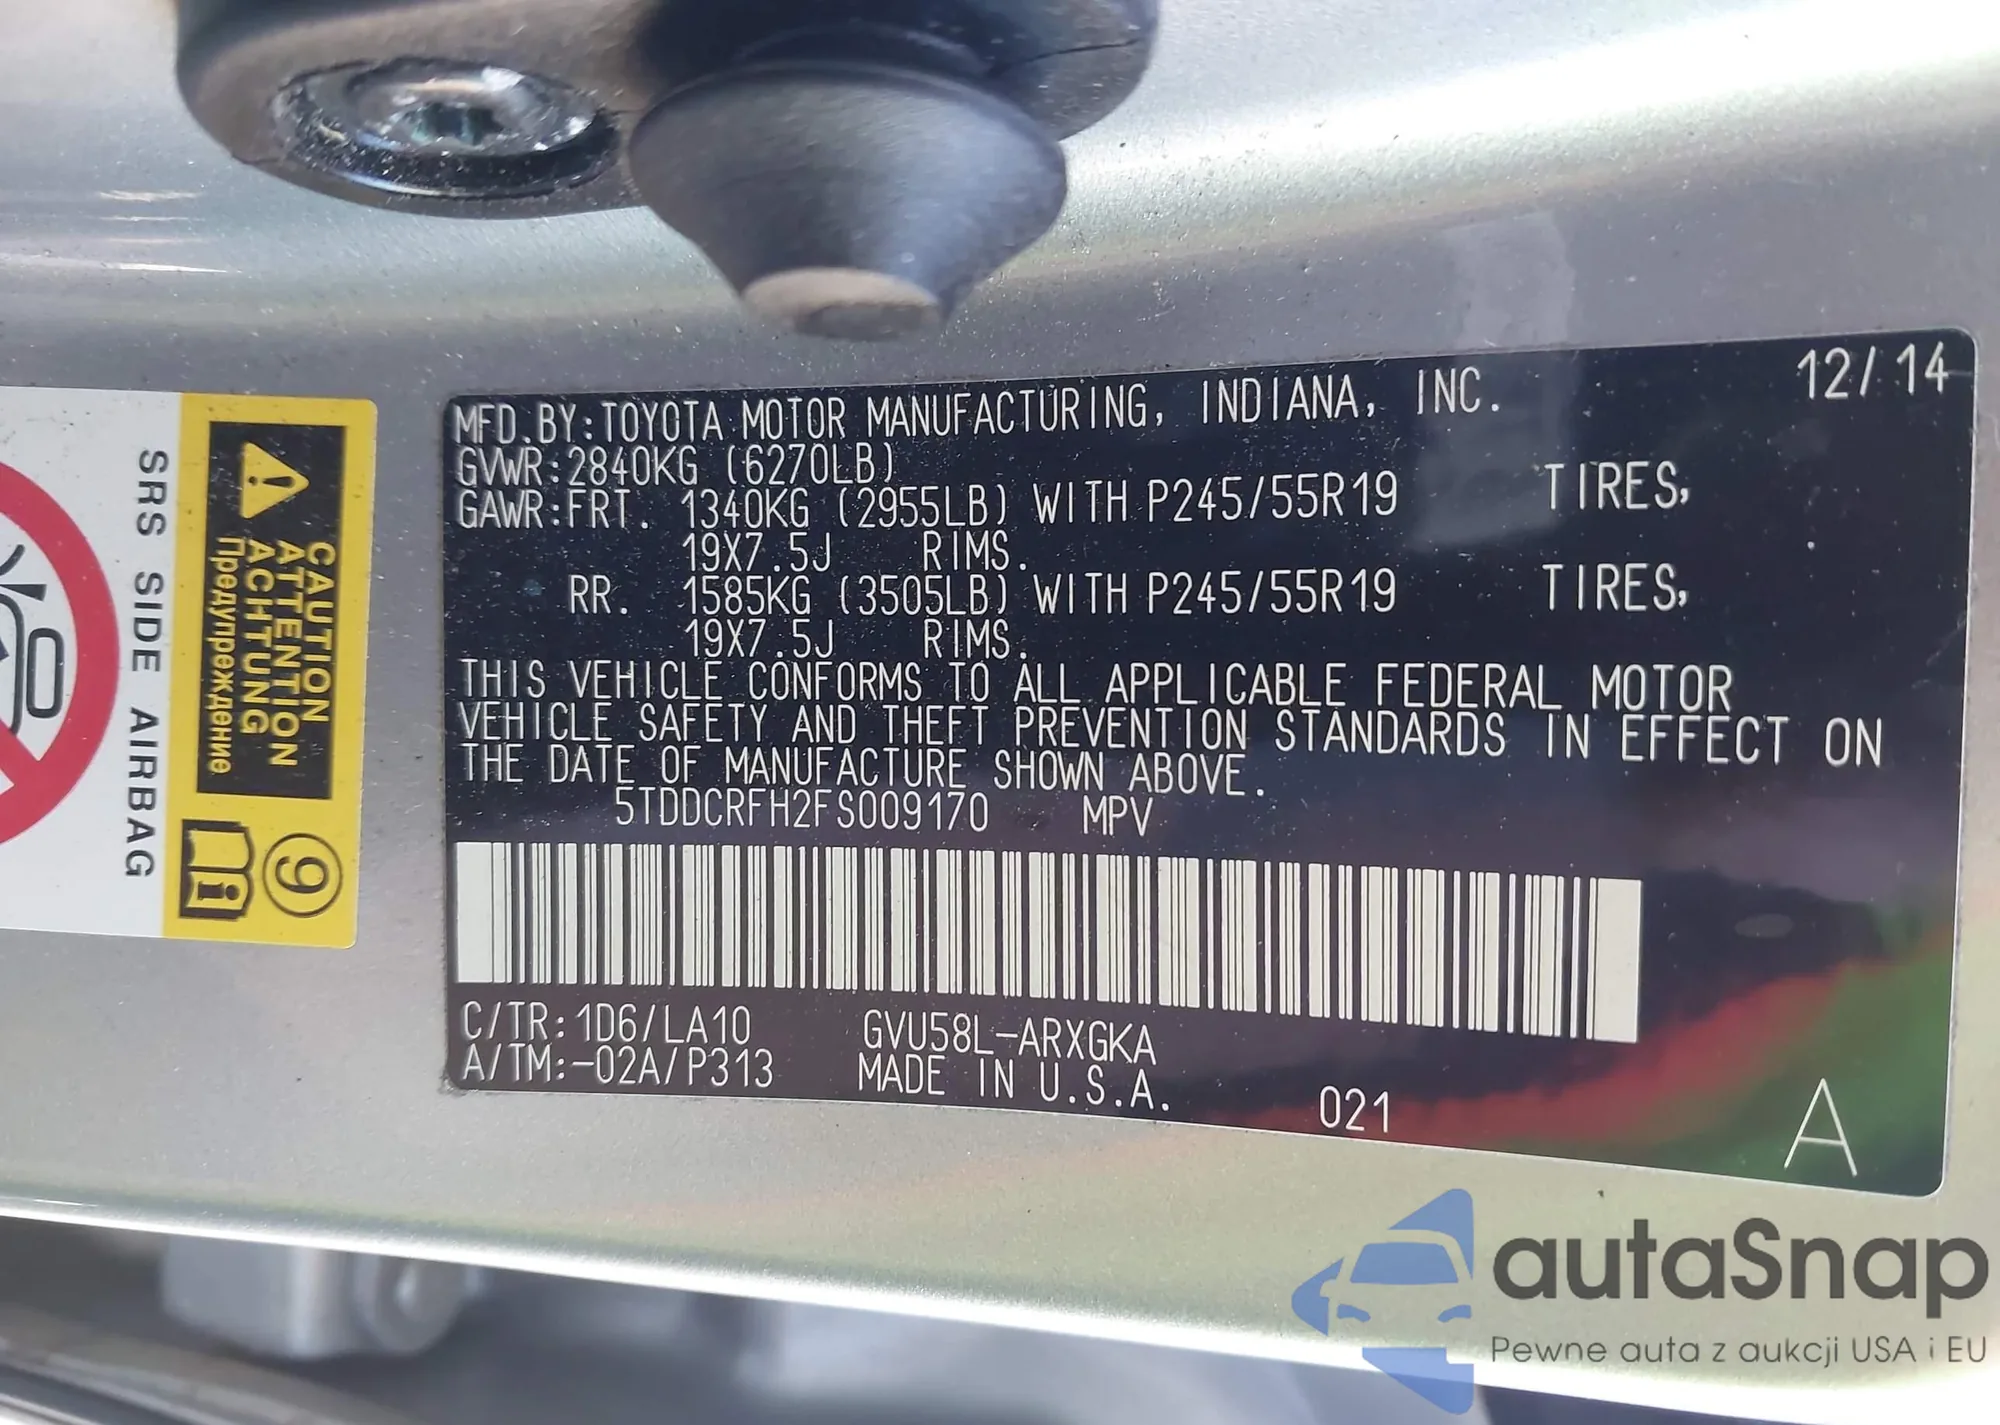 12/14
MFD.BY:TOYOTA MOTOR MANUFACTURING, INDIANA, INC.
GVWR:2840KG (6270LB)
GAWR:FRT. 1340KG (2955LB) WITH P245/55R19 TIRES,
19X7.5J RIMS.
RR. 1585KG (3505LB) WITH P245/55R19 TIRES,
19X7.5J RIMS.
THIS VEHICLE CONFORMS TO ALL APPLICABLE FEDERAL MOTOR
VEHICLE SAFETY AND THEFT PREVENTION STANDARDS IN EFFECT ON
THE DATE OF MANUFACTURE SHOWN ABOVE.
5TDDCRFH2FS009170 MPV
C/TR:1D6/LA10 GVU58L-ARXGKA
A/TM:-02A/P313 MADE IN U.S.A.
021
A
CAUTION
ATTENTION
ACHTUNG
Предупреждение
9
i
SRS SIDE AIRBAG
autaSnap
Pewne auta z aukcji USA i EU